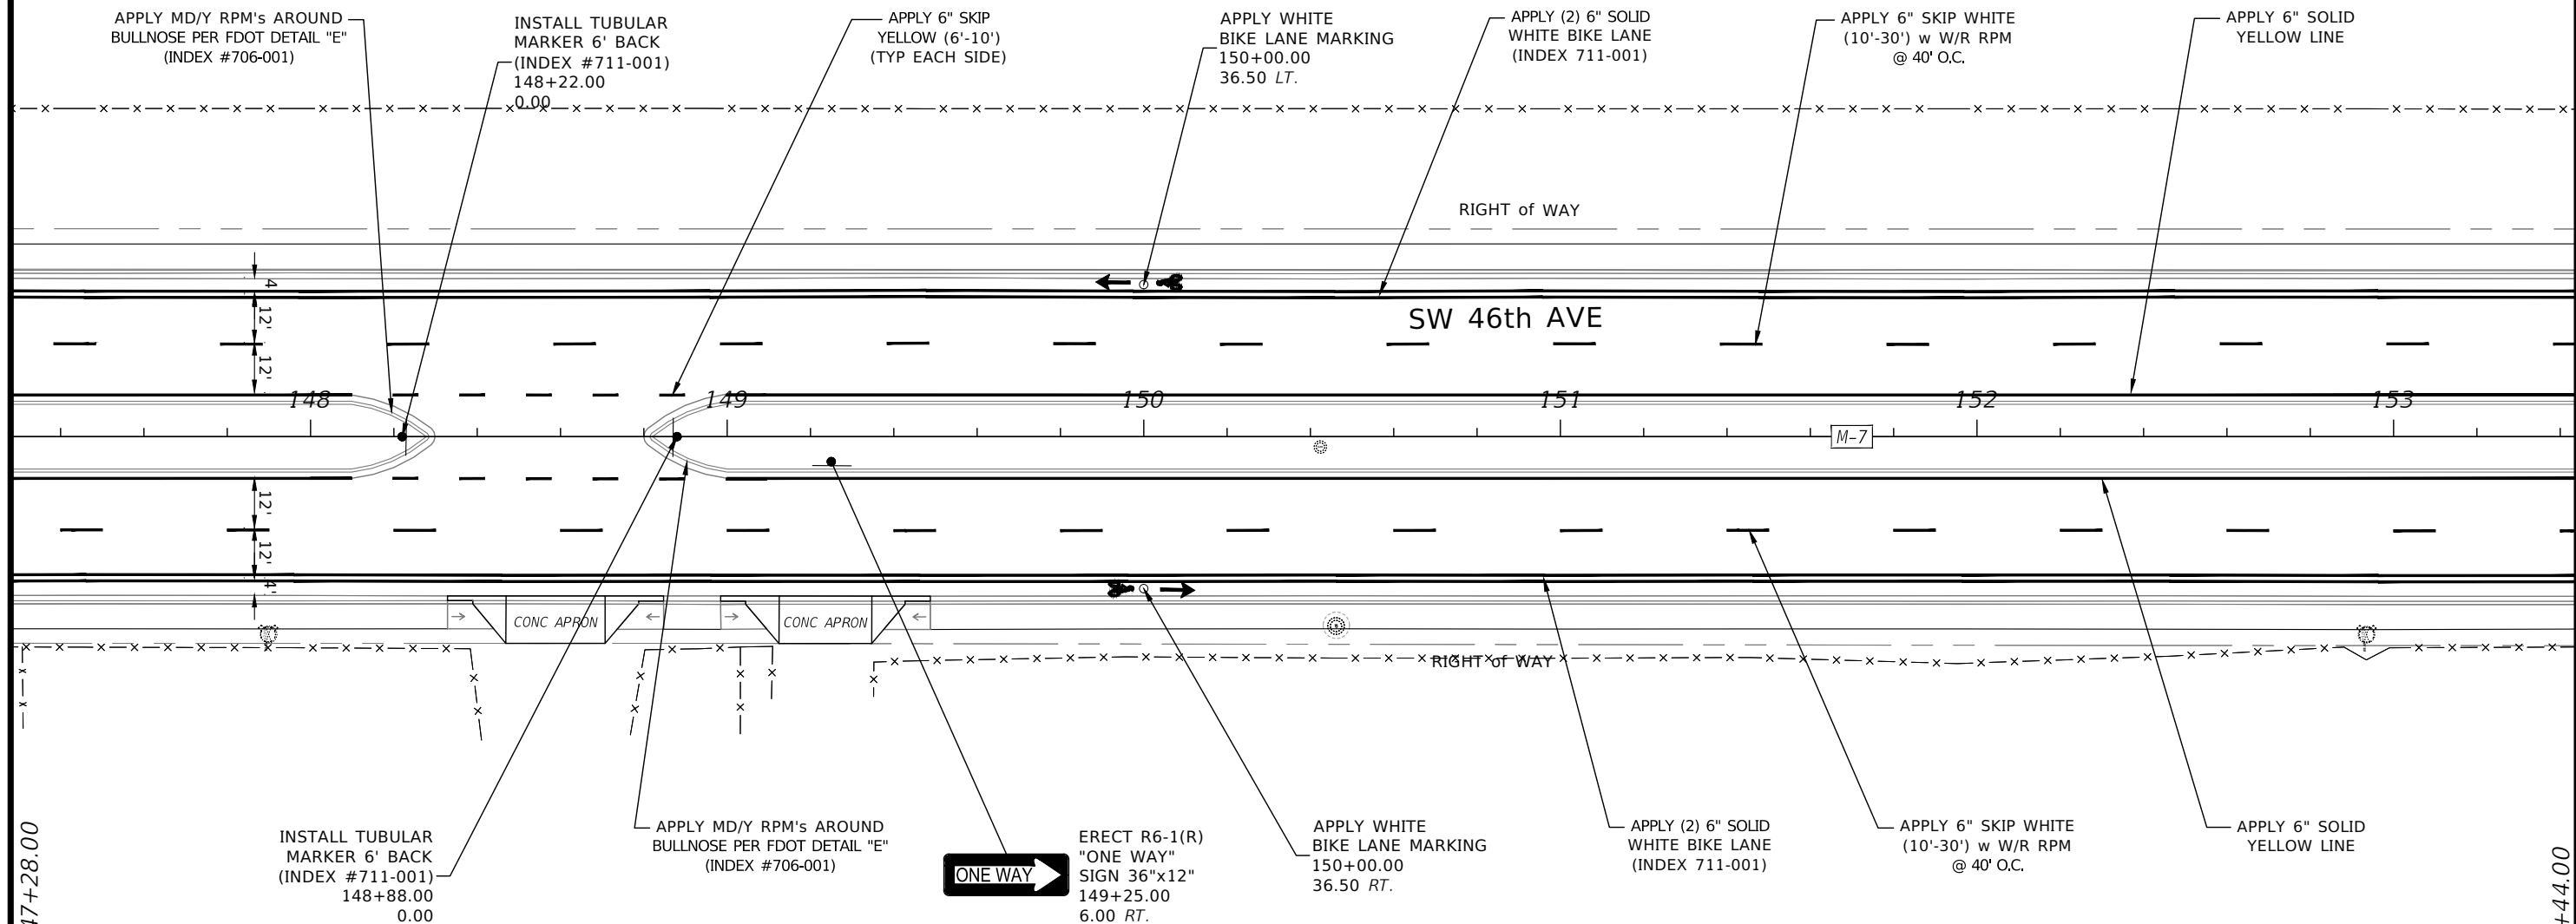 APPLY MD/Y RPM's AROUND
BULLNOSE PER FDOT DETAIL "E"
(INDEX #706-001)
INSTALL TUBULAR
MARKER 6' BACK
(INDEX #711-001)
148+22.00
0.00
APPLY 6" SKIP
YELLOW (6'-10')
(TYP EACH SIDE)
APPLY WHITE
BIKE LANE MARKING
150+00.00
36.50 LT.
APPLY (2) 6" SOLID
WHITE BIKE LANE
(INDEX 711-001)
APPLY 6" SKIP WHITE
(10'-30') w W/R RPM
@ 40' O.C.
APPLY 6" SOLID
YELLOW LINE
RIGHT of WAY
4'
12'
SW 46th AVE
12'
148
149
150
151
152
153
M-7
12'
12'
4'
CONC APRON
CONC APRON
RIGHT of WAY
47+28.00
INSTALL TUBULAR
MARKER 6' BACK
(INDEX #711-001)
148+88.00
0.00
APPLY MD/Y RPM's AROUND
BULLNOSE PER FDOT DETAIL "E"
(INDEX #706-001)
ONE WAY
ERECT R6-1(R)
"ONE WAY"
SIGN 36"x12"
149+25.00
6.00 RT.
APPLY WHITE
BIKE LANE MARKING
150+00.00
36.50 RT.
APPLY (2) 6" SOLID
WHITE BIKE LANE
(INDEX 711-001)
APPLY 6" SKIP WHITE
(10'-30') w W/R RPM
@ 40' O.C.
APPLY 6" SOLID
YELLOW LINE
+44.00